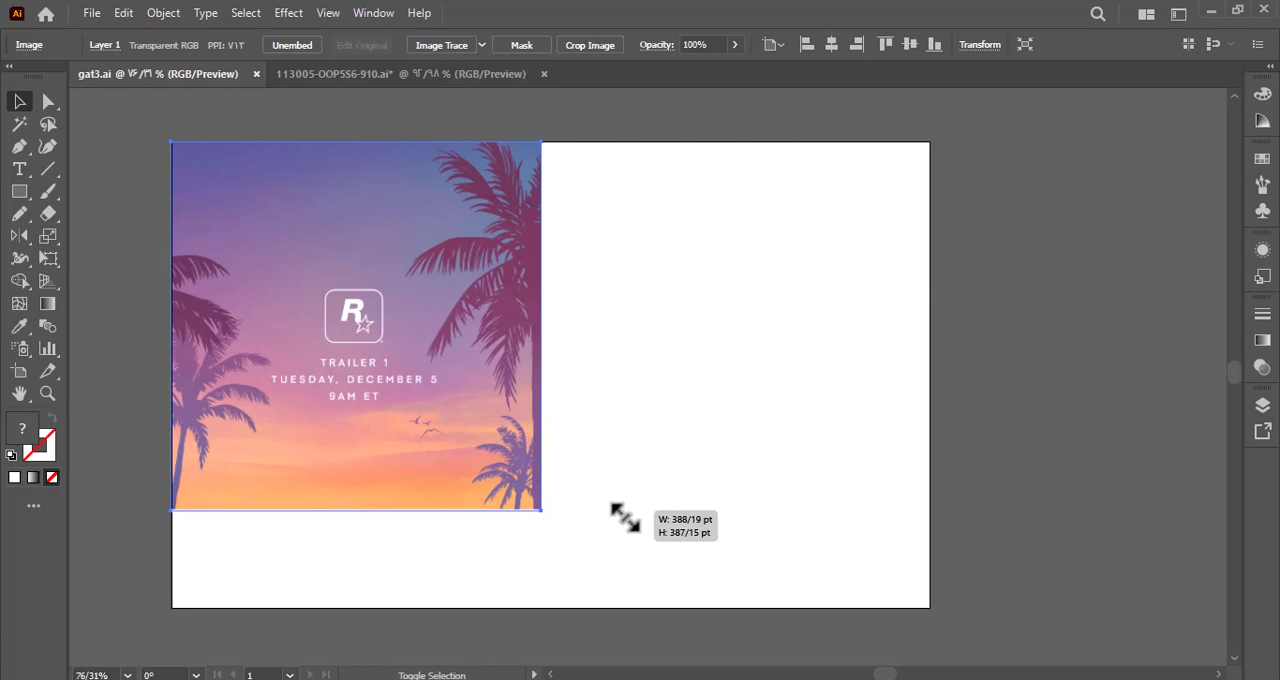 Ai File Edit Object Type Select Effect View Window Help
Image Layer 1 Transparent RGB PPI: ۷۱۳ Unembed Edit Original Image Trace Mask Crop Image Opacity: 100% Transform
gat3.ai @ ۷۶/۳۱ % (RGB/Preview) × 113005-OOP5S6-910.ai* @ ۹۲/۹۸ % (RGB/Preview) ×
R
TRAILER 1
TUESDAY, DECEMBER 5
9AM ET
?
W: 388/19 pt
H: 387/15 pt
76/31% 0° 1 Toggle Selection